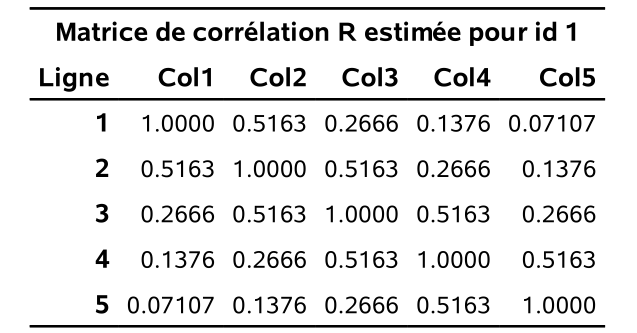 Matrice de corrélation R estimée pour id 1
Ligne Col1 Col2 Col3 Col4 Col5
1 1.0000 0.5163 0.2666 0.1376 0.07107
2 0.5163 1.0000 0.5163 0.2666 0.1376
3 0.2666 0.5163 1.0000 0.5163 0.2666
4 0.1376 0.2666 0.5163 1.0000 0.5163
5 0.07107 0.1376 0.2666 0.5163 1.0000